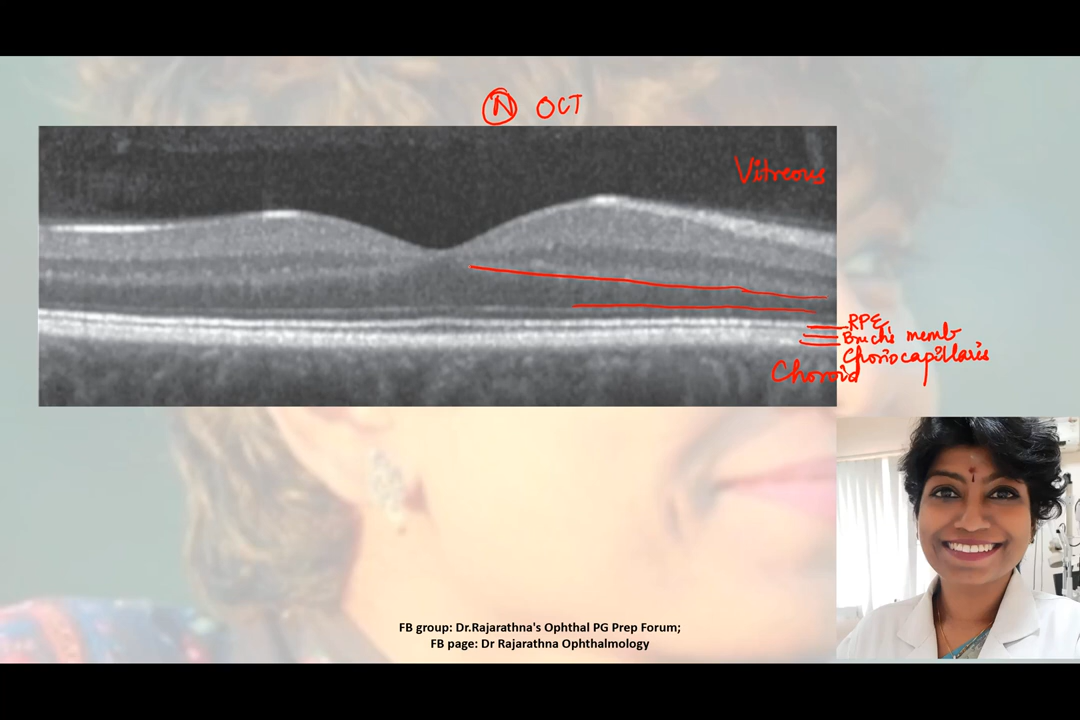 N OCT
Vitreous
RPE
Bruch's memb
Choriocapillaris
Choroid
FB group: Dr.Rajarathna's Ophthal PG Prep Forum;
FB page: Dr Rajarathna Ophthalmology